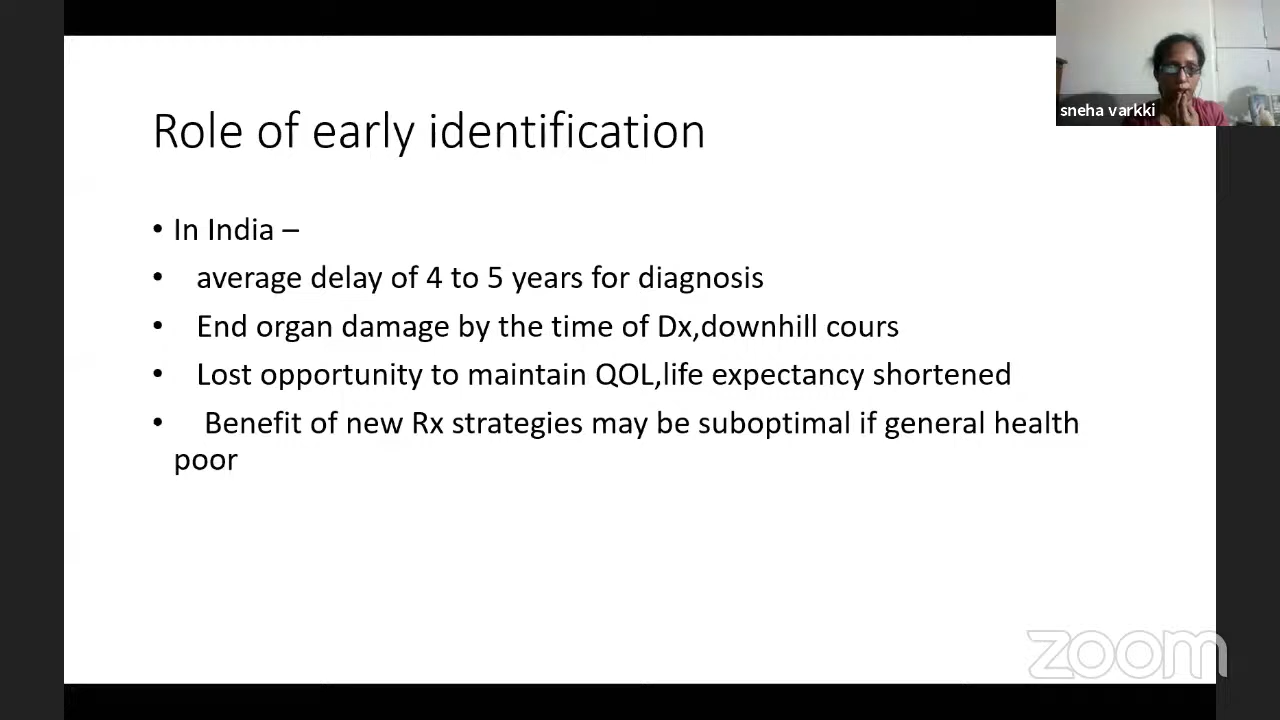 sneha varkki
Role of early identification
• In India –
• average delay of 4 to 5 years for diagnosis
• End organ damage by the time of Dx,downhill cours
• Lost opportunity to maintain QOL,life expectancy shortened
• Benefit of new Rx strategies may be suboptimal if general health
poor
zoom